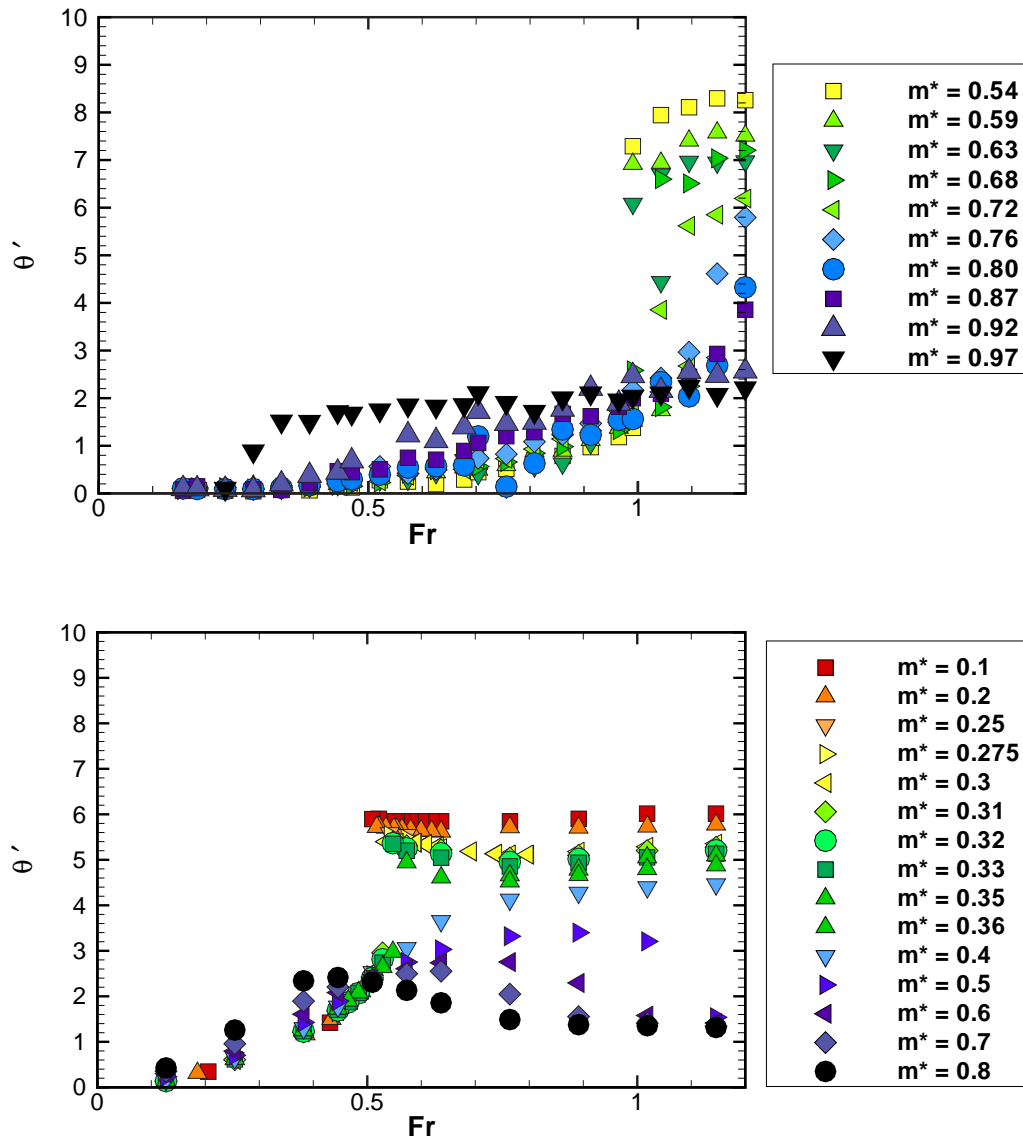 10
9
8
7
6
5
4
3
2
1
0
θ ′
0
0.5
1
Fr
m* = 0.54
m* = 0.59
m* = 0.63
m* = 0.68
m* = 0.72
m* = 0.76
m* = 0.80
m* = 0.87
m* = 0.92
m* = 0.97
10
9
8
7
6
5
4
3
2
1
0
θ ′
0
0.5
1
Fr
m* = 0.1
m* = 0.2
m* = 0.25
m* = 0.275
m* = 0.3
m* = 0.31
m* = 0.32
m* = 0.33
m* = 0.35
m* = 0.36
m* = 0.4
m* = 0.5
m* = 0.6
m* = 0.7
m* = 0.8